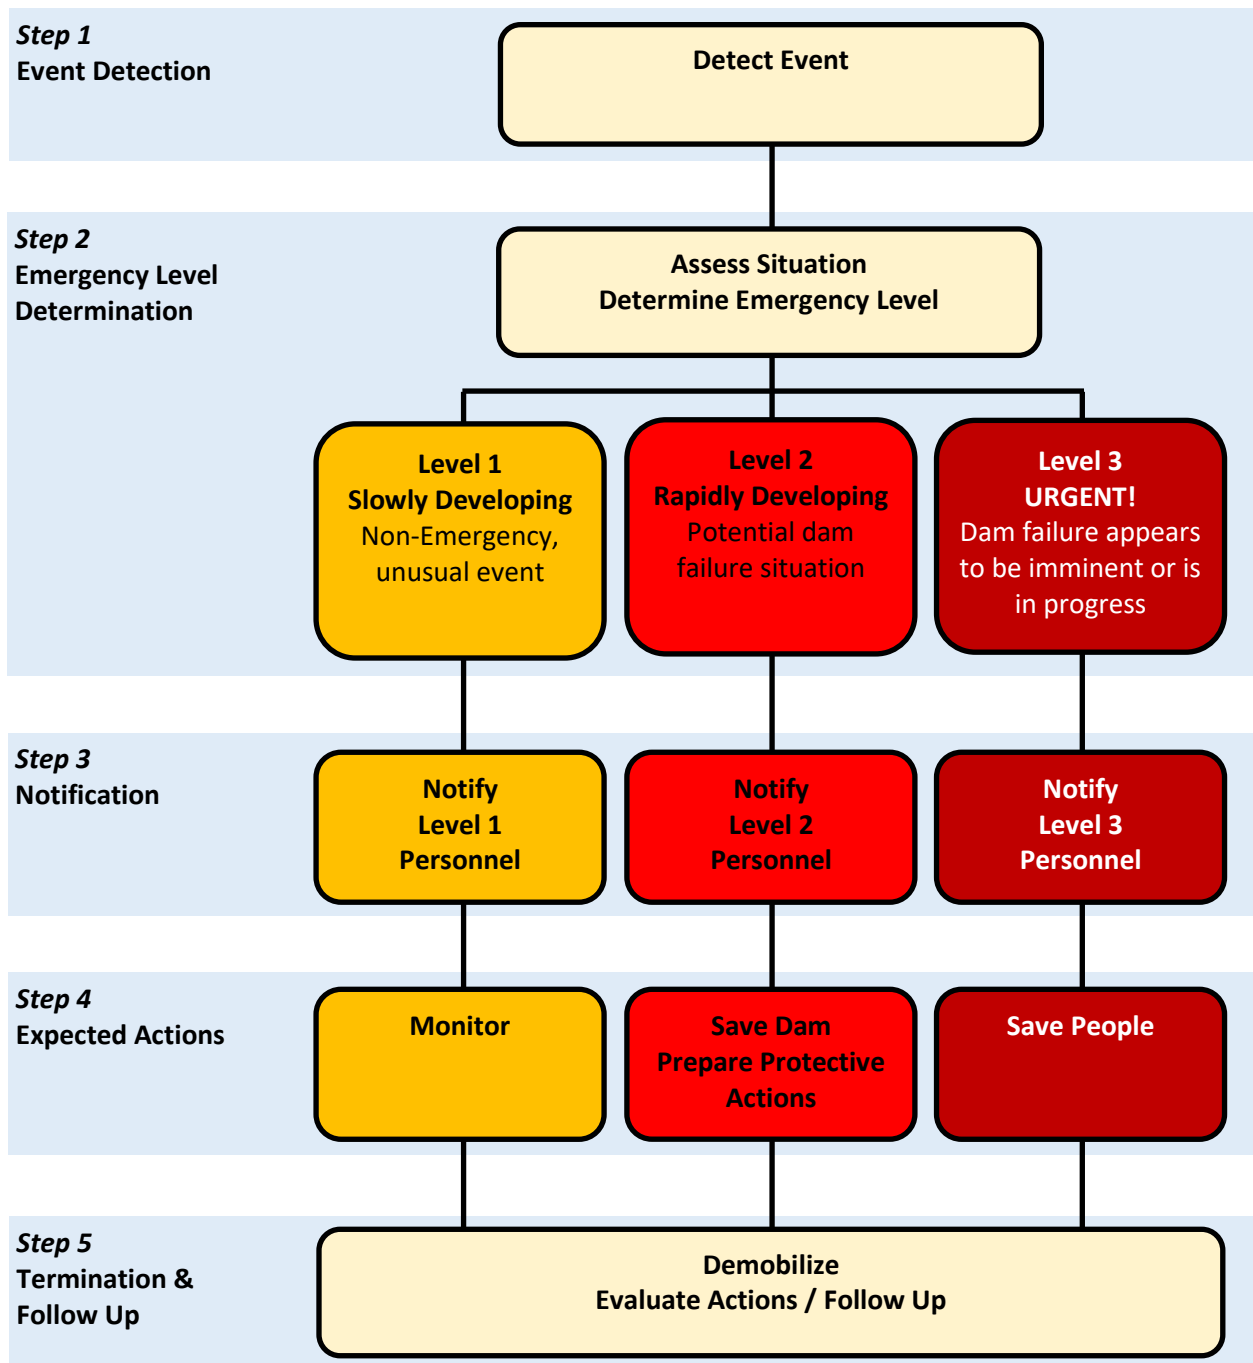 Step 1
Event Detection
Detect Event
Step 2
Emergency Level
Determination
Assess Situation
Determine Emergency Level
Level 1
Slowly Developing
Non-Emergency,
unusual event
Level 2
Rapidly Developing
Potential dam
failure situation
Level 3
URGENT!
Dam failure appears
to be imminent or is
in progress
Step 3
Notification
Notify
Level 1
Personnel
Notify
Level 2
Personnel
Notify
Level 3
Personnel
Step 4
Expected Actions
Monitor
Save Dam
Prepare Protective
Actions
Save People
Step 5
Termination &
Follow Up
Demobilize
Evaluate Actions / Follow Up